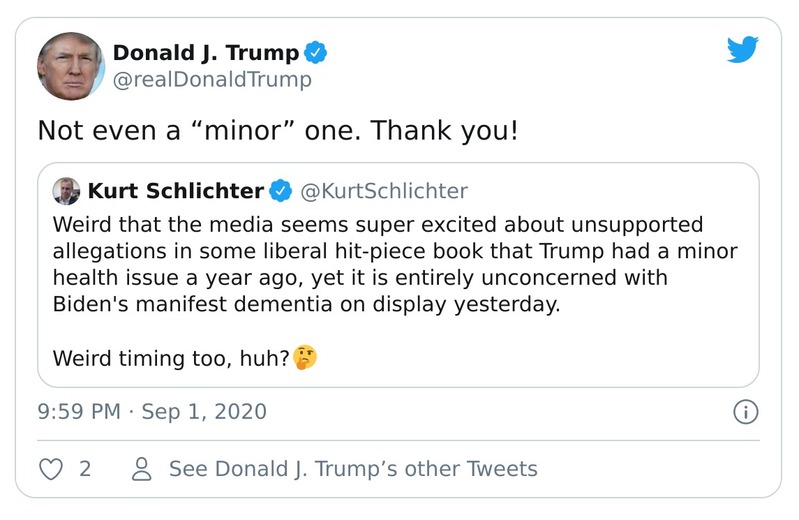 Donald J. Trump
@realDonaldTrump
Not even a “minor” one. Thank you!
Kurt Schlichter @KurtSchlichter
Weird that the media seems super excited about unsupported
allegations in some liberal hit-piece book that Trump had a minor
health issue a year ago, yet it is entirely unconcerned with
Biden's manifest dementia on display yesterday.
Weird timing too, huh?🤔
9:59 PM · Sep 1, 2020
2 See Donald J. Trump’s other Tweets